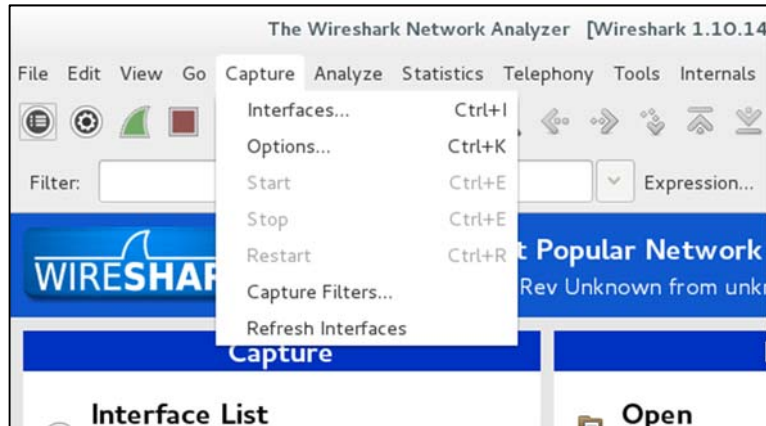 The Wireshark Network Analyzer [Wireshark 1.10.14
File Edit View Go Capture Analyze Statistics Telephony Tools Internals
Interfaces... Ctrl+I
Options... Ctrl+K
Start Ctrl+E
Stop Ctrl+E
Restart Ctrl+R
Capture Filters...
Refresh Interfaces
Filter: Expression...
WIRESHAR
t Popular Network
Rev Unknown from unk
Capture
Interface List
Open